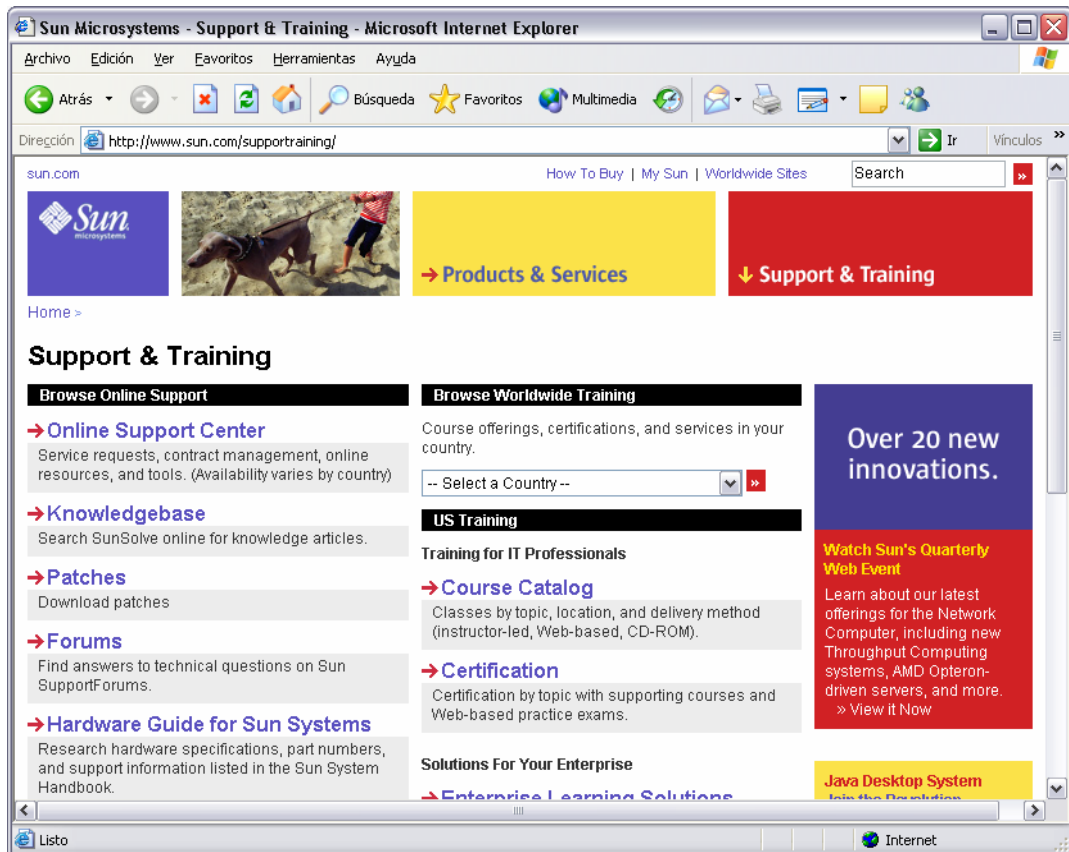 Sun Microsystems - Support & Training - Microsoft Internet Explorer
Archivo Edición Ver Favoritos Herramientas Ayuda
Atrás Búsqueda Favoritos Multimedia
Dirección http://www.sun.com/supportraining/ Ir Vínculos »
sun.com How To Buy | My Sun | Worldwide Sites Search »
Sun
microsystems
Products & Services
Support & Training
Home >
Support & Training
Browse Online Support
Online Support Center
Service requests, contract management, online
resources, and tools. (Availability varies by country)
Knowledgebase
Search SunSolve online for knowledge articles.
Patches
Download patches
Forums
Find answers to technical questions on Sun
SupportForums.
Hardware Guide for Sun Systems
Research hardware specifications, part numbers,
and support information listed in the Sun System
Handbook.
Browse Worldwide Training
Course offerings, certifications, and services in your
country.
-- Select a Country -- »
US Training
Training for IT Professionals
Course Catalog
Classes by topic, location, and delivery method
(instructor-led, Web-based, CD-ROM).
Certification
Certification by topic with supporting courses and
Web-based practice exams.
Solutions For Your Enterprise
Enterprise Learning Solutions
Over 20 new
innovations.
Watch Sun's Quarterly
Web Event
Learn about our latest
offerings for the Network
Computer, including new
Throughput Computing
systems, AMD Opteron-
driven servers, and more.
» View it Now
Java Desktop System
Join the Revolution
Listo Internet